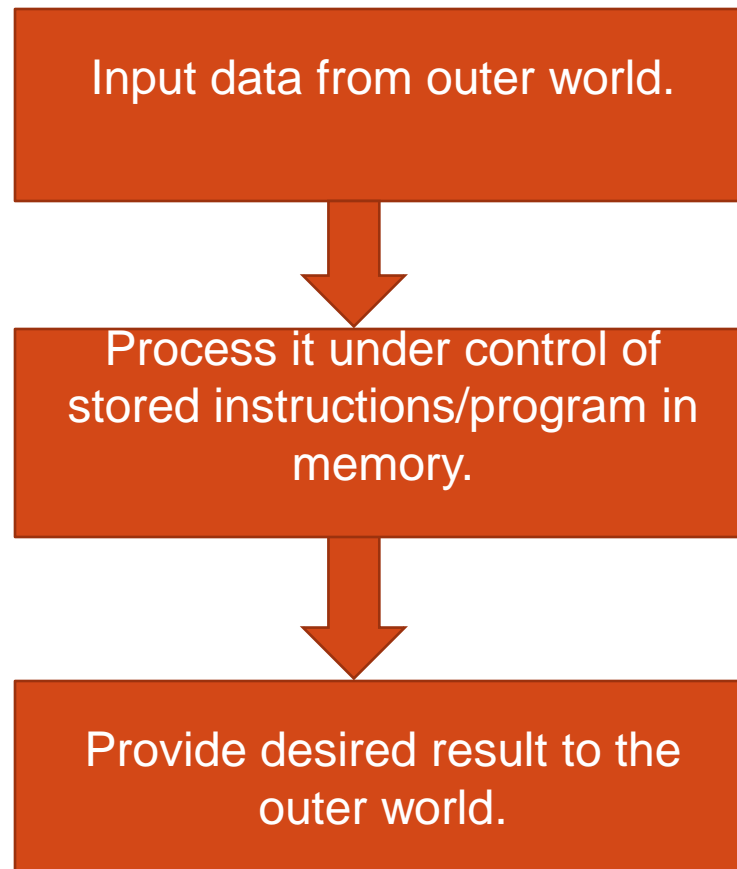 Input data from outer world.
Process it under control of
stored instructions/program in
memory.
Provide desired result to the
outer world.